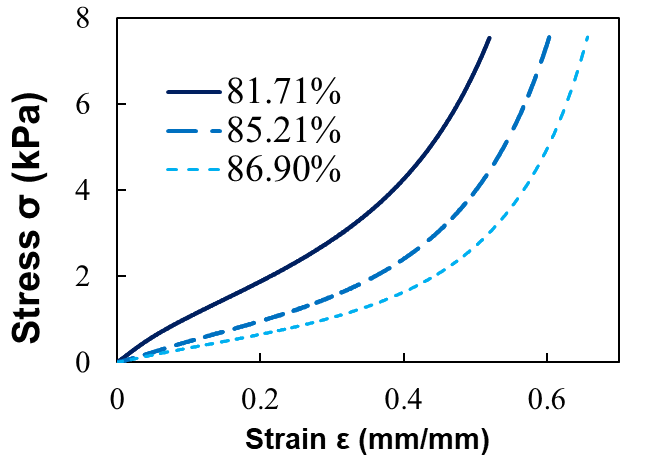 8
6
4
2
0
Stress σ (kPa)
81.71%
85.21%
86.90%
0 0.2 0.4 0.6
Strain ε (mm/mm)